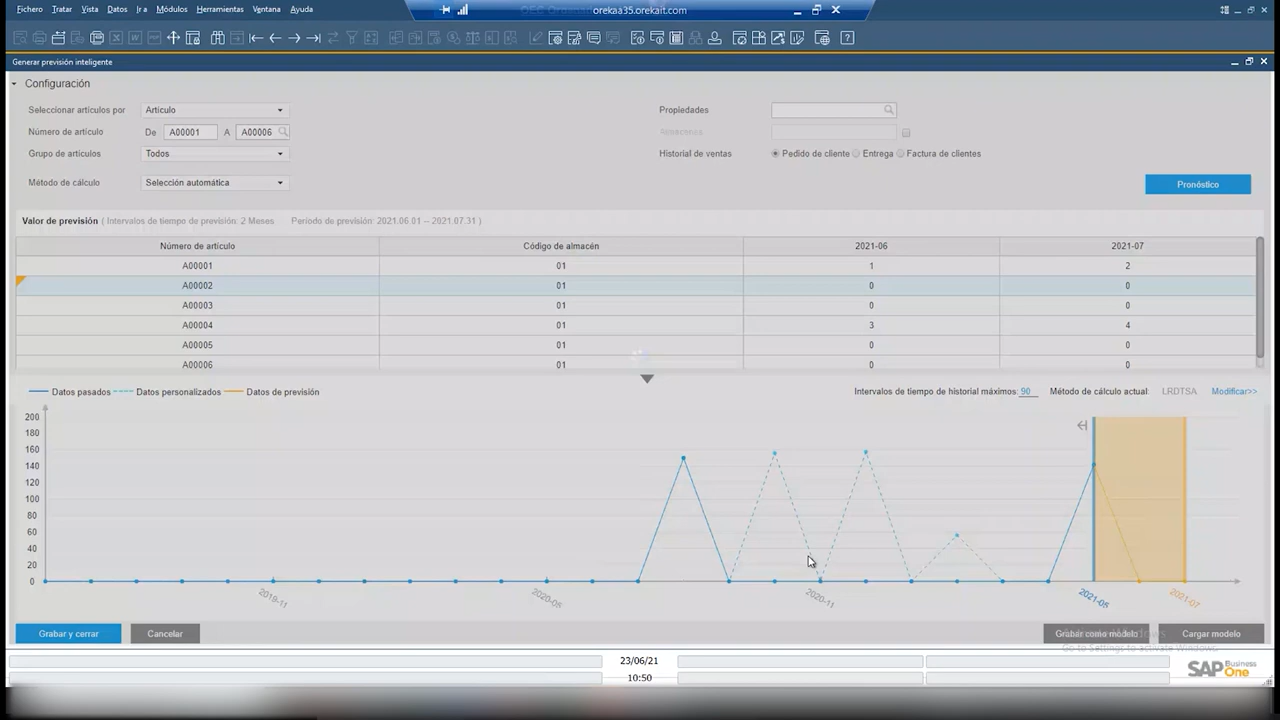 Fichero Tratar Vista Datos Ir a Módulos Herramientas Ventana Ayuda
orekaa35.orekait.com
Generar previsión inteligente
Configuración
Seleccionar artículos por Artículo Propiedades
Número de artículo De A00001 A A00006 Almacenes
Grupo de artículos Todos Historial de ventas Pedido de cliente Entrega Factura de clientes
Método de cálculo Selección automática
Pronóstico
Valor de previsión ( Intervalos de tiempo de previsión: 2 Meses Período de previsión: 2021.06.01 -- 2021.07.31 )
Número de artículo Código de almacén 2021-06 2021-07
A00001 01 1 2
A00002 01 0 0
A00003 01 0 0
A00004 01 3 4
A00005 01 0 0
A00006 01 0 0
Datos pasados Datos personalizados Datos de previsión Intervalos de tiempo de historial máximos: 90 Método de cálculo actual: LRDTSA Modificar>>
200
180
160
140
120
100
80
60
40
20
0
2019-11 2020-05 2020-11 2021-05 2021-07
Grabar y cerrar Cancelar Grabar como modelo Cargar modelo
Go to Settings to activate Windows.
23/06/21
10:50
SAP Business One